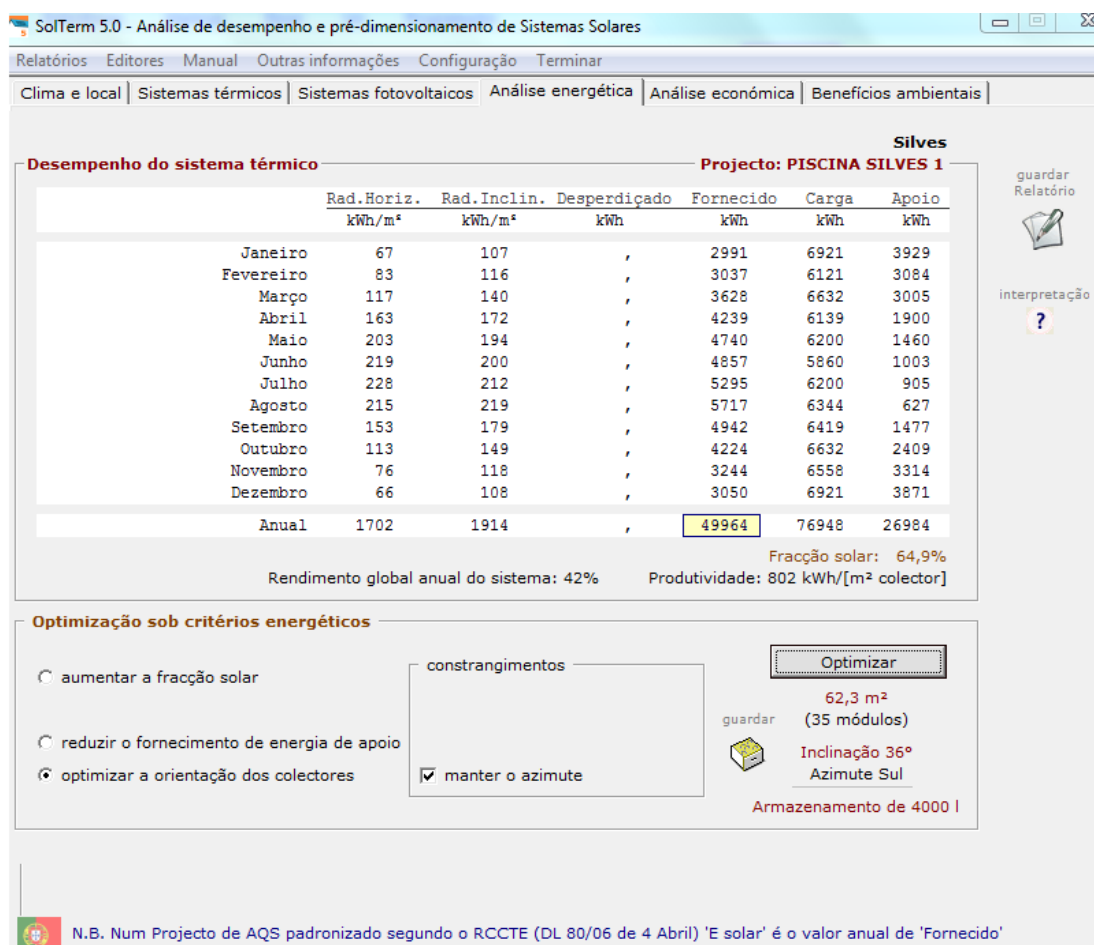 SolTerm 5.0 - Análise de desempenho e pré-dimensionamento de Sistemas Solares
Relatórios Editores Manual Outras informações Configuração Terminar
Clima e local Sistemas térmicos Sistemas fotovoltaicos Análise energética Análise económica Benefícios ambientais
Silves
Desempenho do sistema térmico Projecto: PISCINA SILVES 1
guardar
Relatório
Rad.Horiz. Rad.Inclin. Desperdiçado Fornecido Carga Apoio
kWh/m² kWh/m² kWh kWh kWh kWh
Janeiro 67 107 , 2991 6921 3929
Fevereiro 83 116 , 3037 6121 3084
Março 117 140 , 3628 6632 3005
interpretação
?
Abril 163 172 , 4239 6139 1900
Maio 203 194 , 4740 6200 1460
Junho 219 200 , 4857 5860 1003
Julho 228 212 , 5295 6200 905
Agosto 215 219 , 5717 6344 627
Setembro 153 179 , 4942 6419 1477
Outubro 113 149 , 4224 6632 2409
Novembro 76 118 , 3244 6558 3314
Dezembro 66 108 , 3050 6921 3871
Anual 1702 1914 , 49964 76948 26984
Fracção solar: 64,9%
Rendimento global anual do sistema: 42% Produtividade: 802 kWh/[m² colector]
Optimização sob critérios energéticos
aumentar a fracção solar
reduzir o fornecimento de energia de apoio
optimizar a orientação dos colectores
constrangimentos
manter o azimute
Optimizar
62,3 m²
(35 módulos)
guardar
Inclinação 36º
Azimute Sul
Armazenamento de 4000 l
N.B. Num Projecto de AQS padronizado segundo o RCCTE (DL 80/06 de 4 Abril) 'E solar' é o valor anual de 'Fornecido'